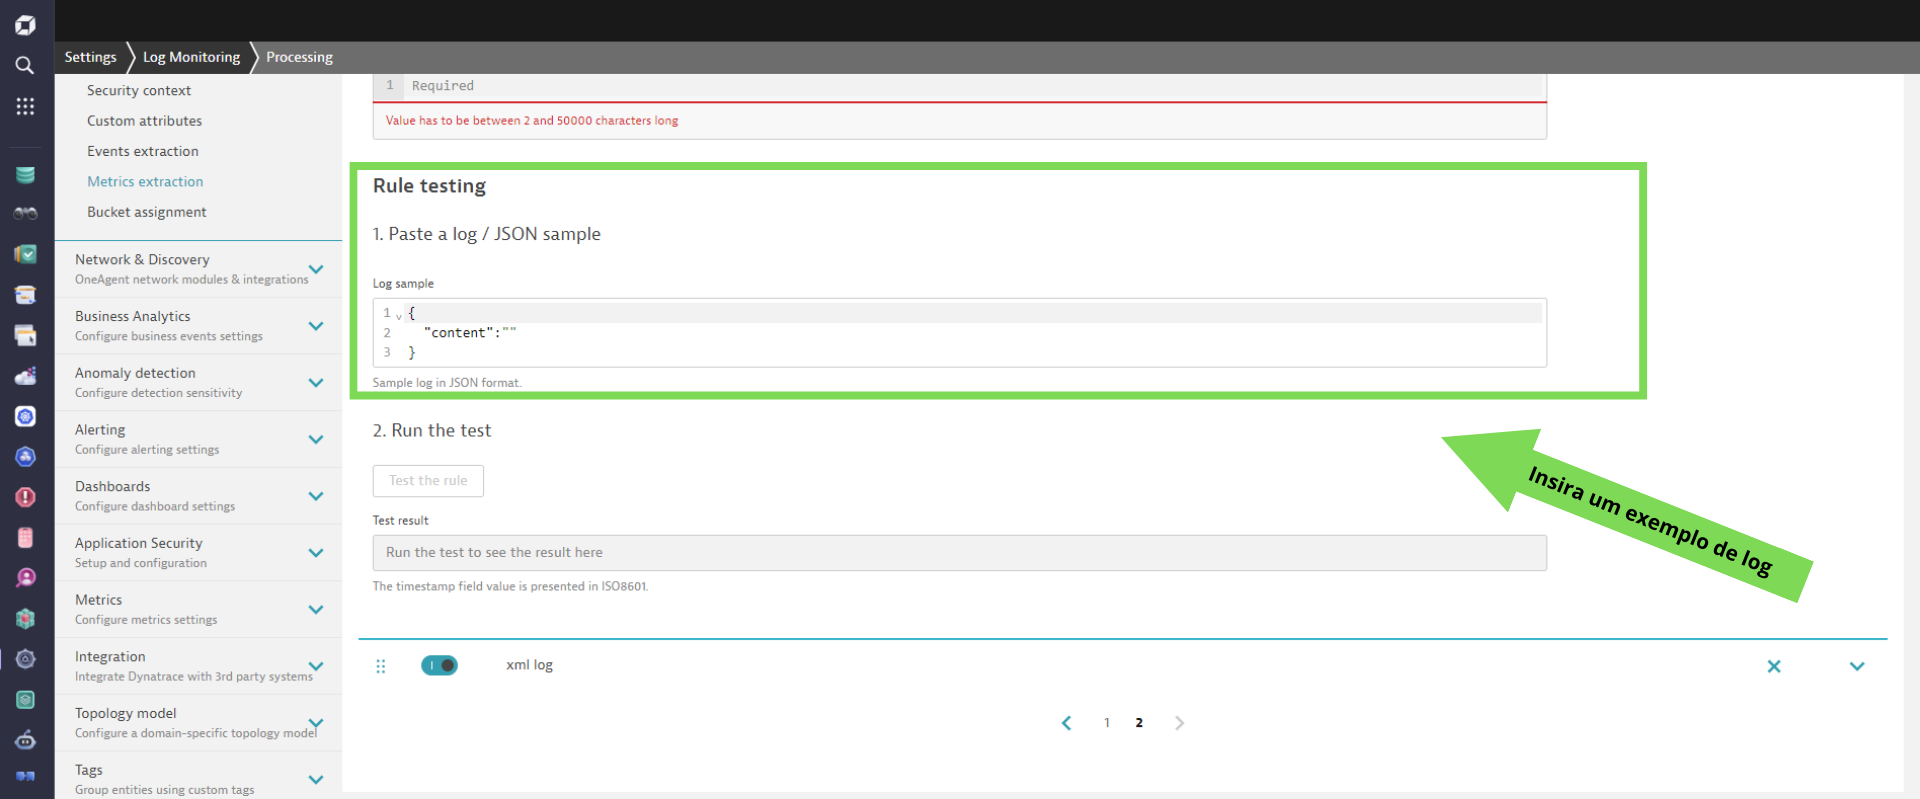 Settings
Log Monitoring
Processing
Security context
Custom attributes
Events extraction
Metrics extraction
Bucket assignment
Network & Discovery
OneAgent network modules & integrations
Business Analytics
Configure business events settings
Anomaly detection
Configure detection sensitivity
Alerting
Configure alerting settings
Dashboards
Configure dashboard settings
Application Security
Setup and configuration
Metrics
Configure metrics settings
Integration
Integrate Dynatrace with 3rd party systems
Topology model
Configure a domain-specific topology model
Tags
Group entities using custom tags
1 Required
Value has to be between 2 and 50000 characters long
Rule testing
1. Paste a log / JSON sample
Log sample
1 {
2 "content":""
3 }
Sample log in JSON format.
2. Run the test
Test the rule
Test result
Run the test to see the result here
The timestamp field value is presented in ISO8601.
Insira um exemplo de log
xml log
1 2